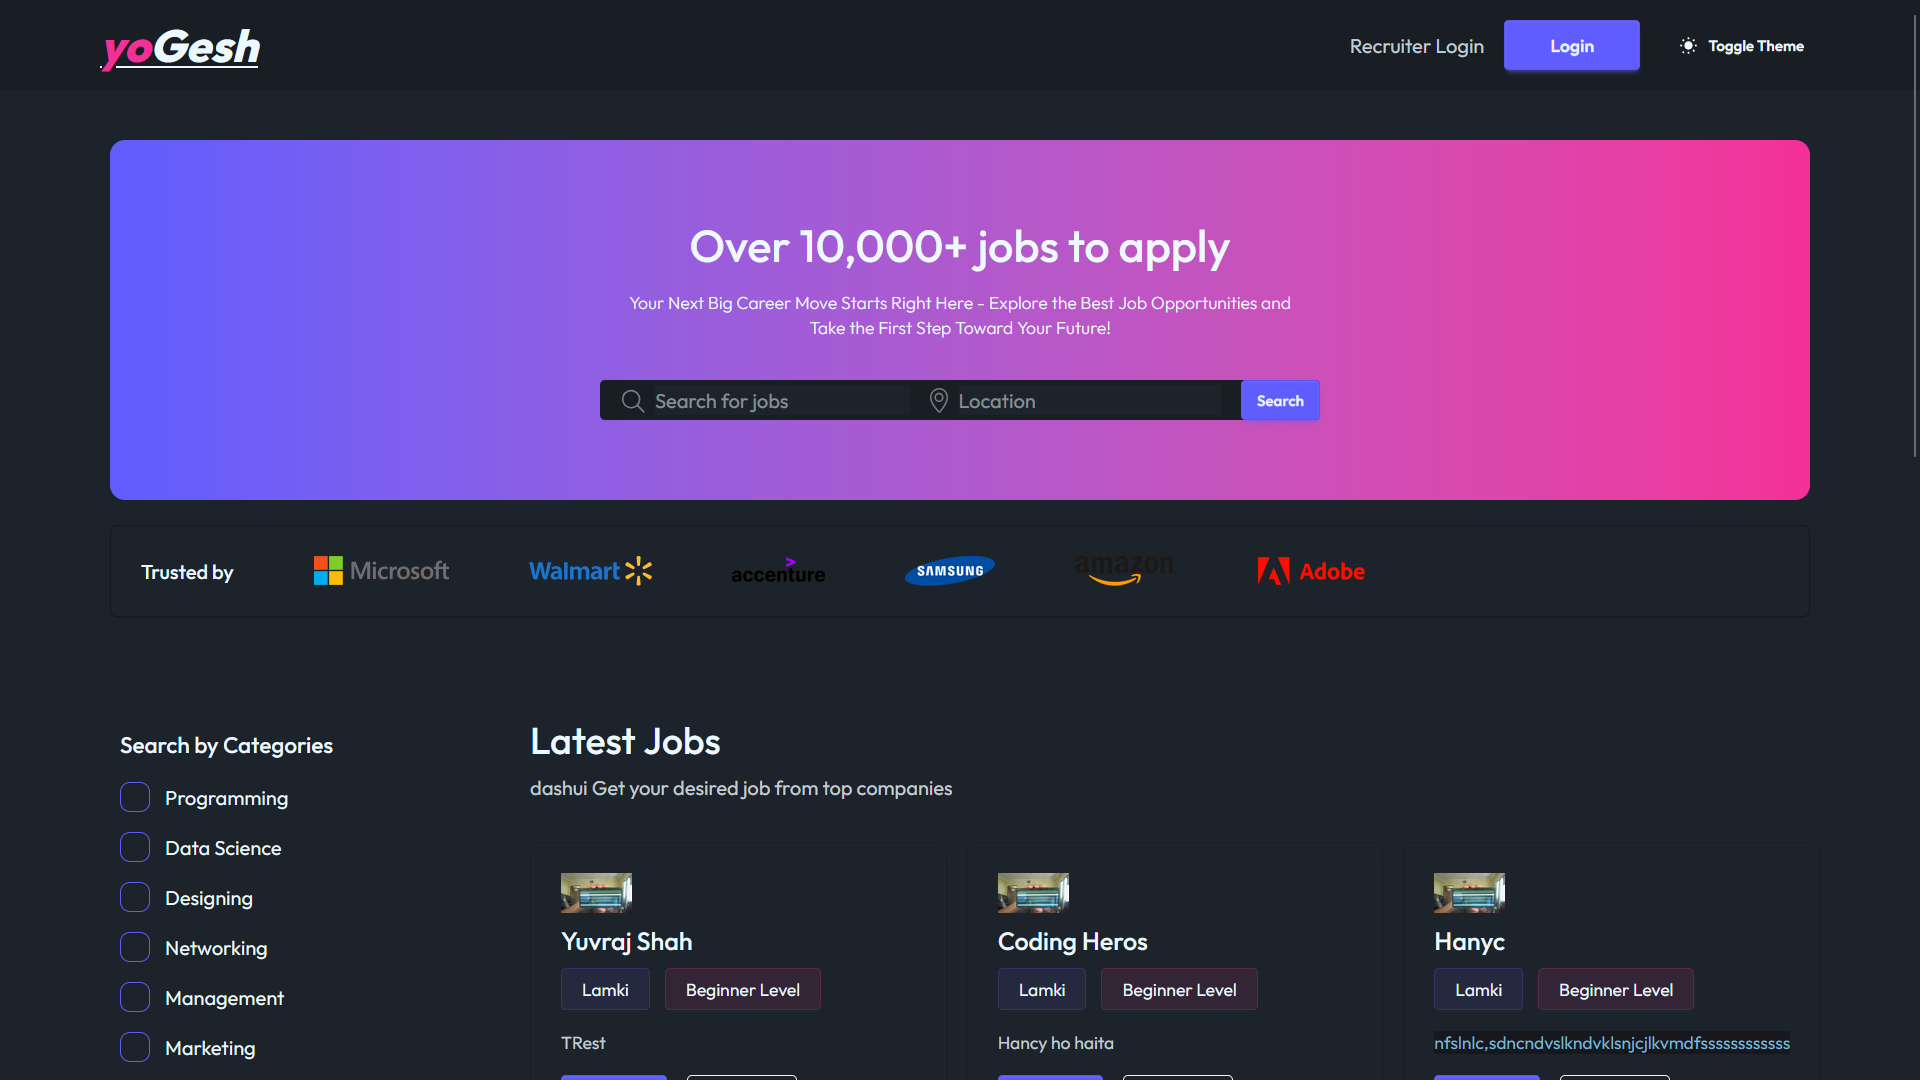 yoGesh
Recruiter Login
Login
Toggle Theme
Over 10,000+ jobs to apply
Your Next Big Career Move Starts Right Here - Explore the Best Job Opportunities and
Take the First Step Toward Your Future!
Search for jobs
Location
Search
Trusted by
Microsoft
Walmart
accenture
SAMSUNG
amazon
Adobe
Search by Categories
Programming
Data Science
Designing
Networking
Management
Marketing
Latest Jobs
dashui Get your desired job from top companies
Yuvraj Shah
Lamki
Beginner Level
TRest
Coding Heros
Lamki
Beginner Level
Hancy ho haita
Hanyc
Lamki
Beginner Level
nfslnlc,sdncndvslkndvklsnjcjlkvmdfssssssssssss